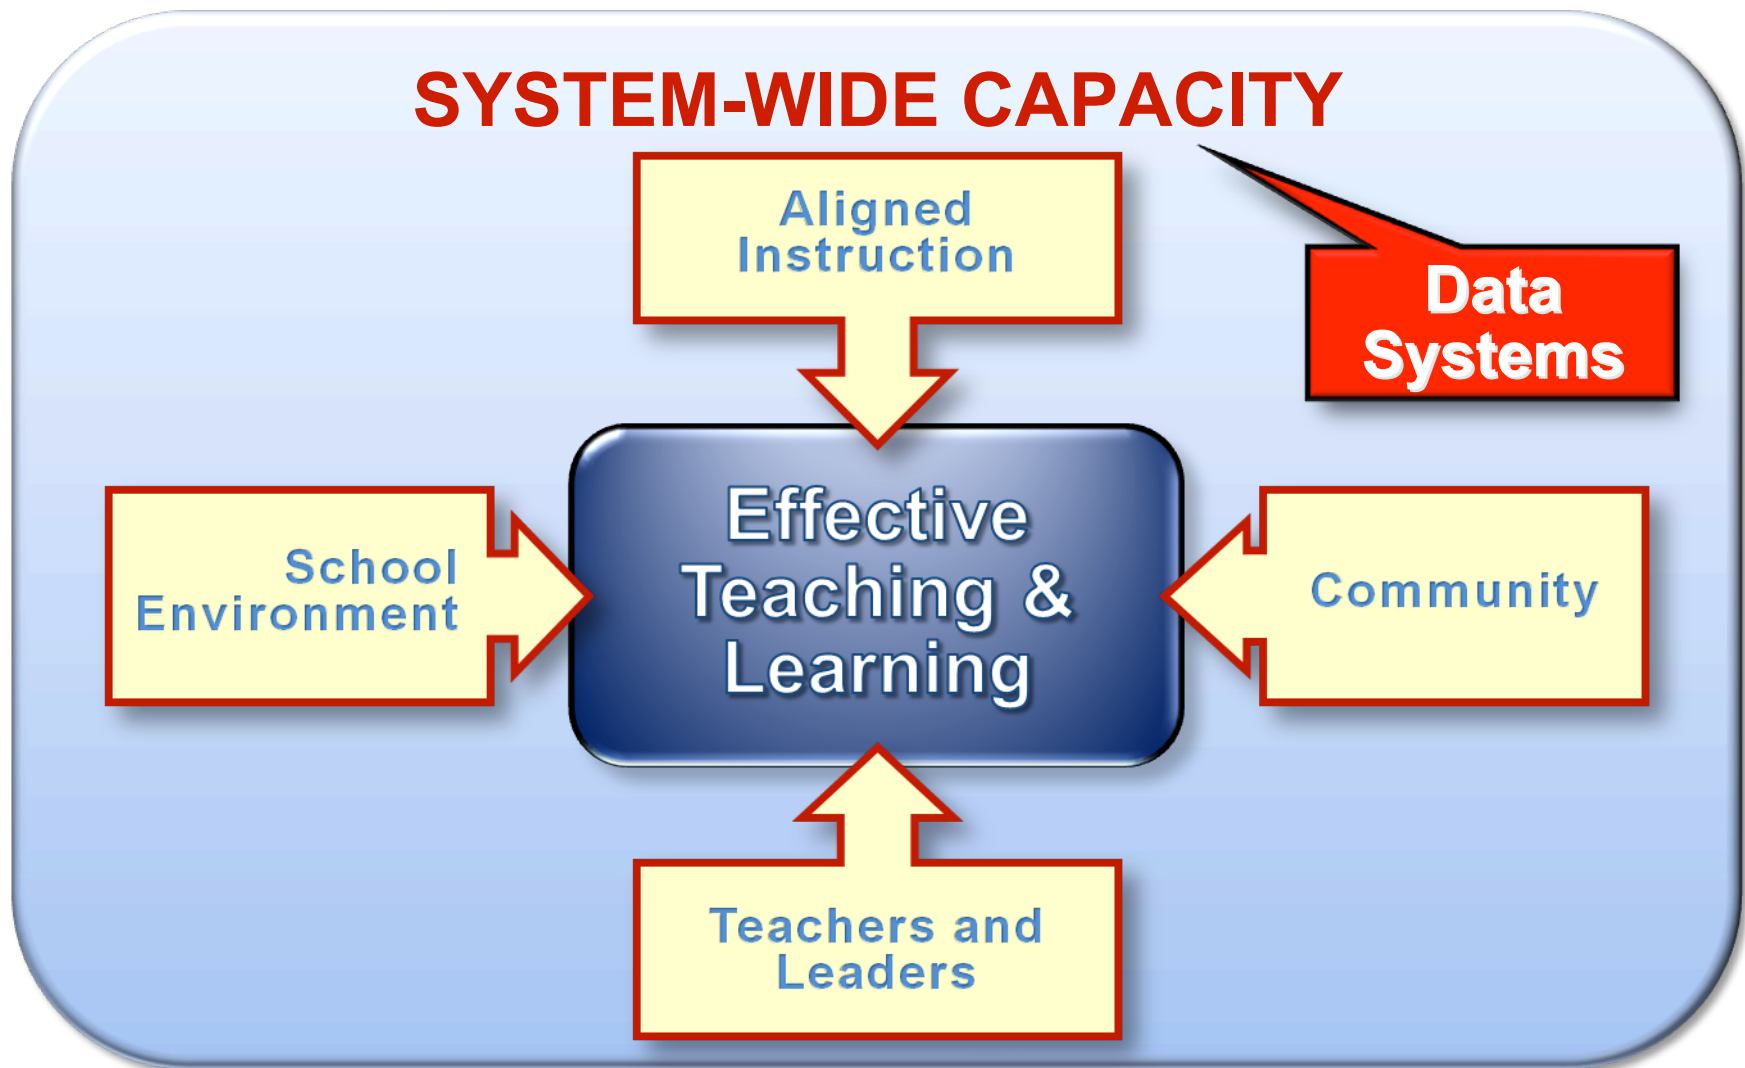 SYSTEM-WIDE CAPACITY
Aligned
Instruction
Data
Systems
School
Environment
Effective
Teaching &
Learning
Community
Teachers and
Leaders